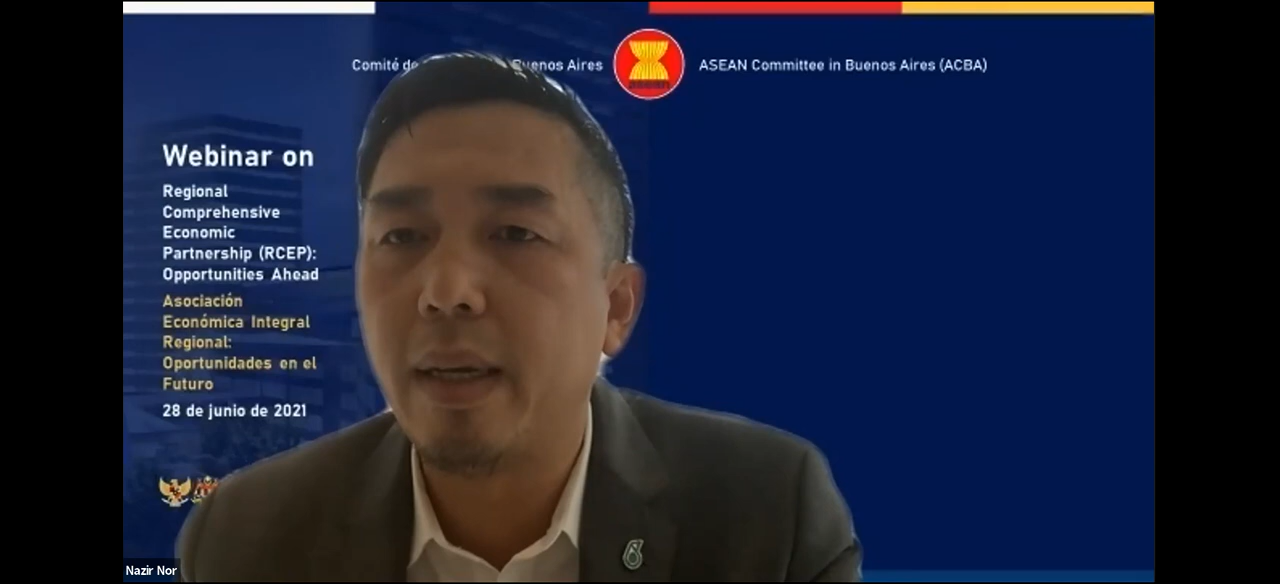 Comité de Buenos Aires
ASEAN Committee in Buenos Aires (ACBA)
asean
Webinar on
Regional
Comprehensive
Economic
Partnership (RCEP):
Opportunities Ahead
Asociación
Económica Integral
Regional:
Oportunidades en el
Futuro
28 de junio de 2021
Nazir Nor